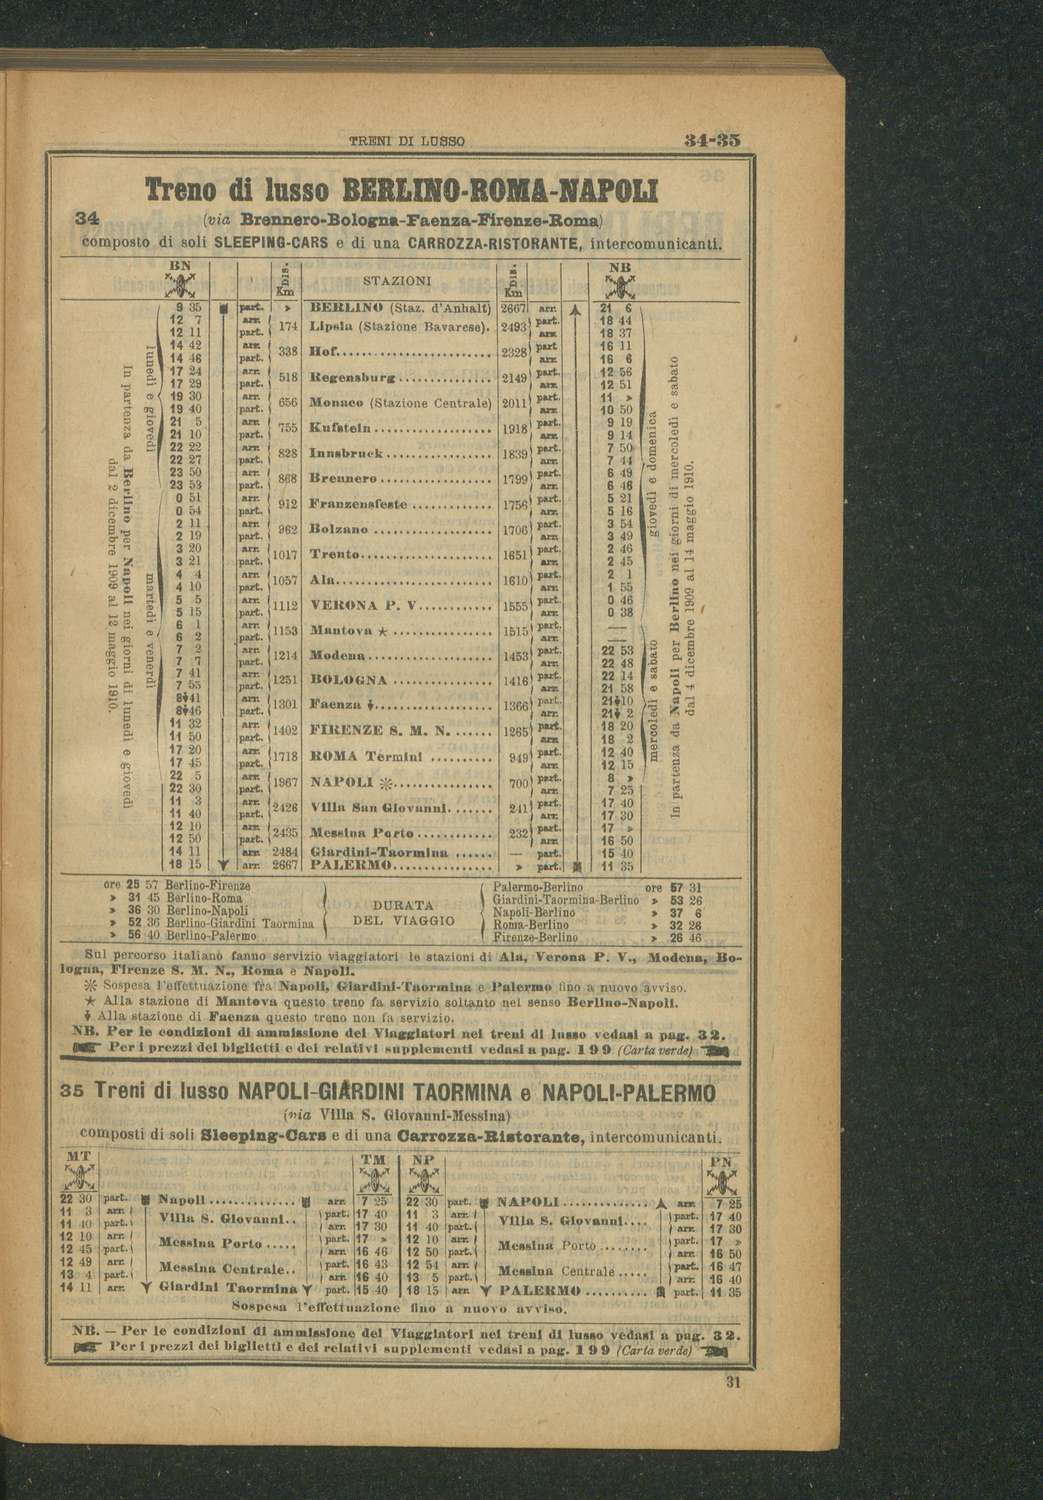 TRENI DI LUSSO 34-35
Treno di lusso BERLINO-ROMA-NAPOLI
34 (via Brennero-Bologna-Faenza-Firenze-Roma)
composto di soli SLEEPING-CARS e di una CARROZZA-RISTORANTE, intercomunicanti.
BN Dis. Km STAZIONI Dis. Km NB
9 35 part. » BERLINO (Staz. d'Anhalt) 2667 arr. 21 6
12 7 arr. 174 Lipsia (Stazione Bavarese). 2493 part. 18 44
12 11 part. arr. 18 37
14 42 arr. 338 Hof 2328 part. 16 11
14 46 part. arr. 16 6
17 24 arr. 518 Regensburg 2149 part. 12 56
17 29 part. arr. 12 51
19 30 arr. 656 Monaco (Stazione Centrale) 2011 part. 11 »
19 40 part. arr. 10 50
21 5 arr. 755 Kufstein 1918 part. 9 19
21 10 part. arr. 9 14
22 22 arr. 828 Innsbruck 1839 part. 7 50
22 27 part. arr. 7 44
23 50 arr. 868 Brennero 1799 part. 6 49
23 53 part. arr. 6 46
0 51 arr. 912 Franzensfeste 1756 part. 5 21
0 54 part. arr. 5 16
2 11 arr. 962 Bolzano 1706 part. 3 54
2 19 part. arr. 3 49
3 20 arr. 1017 Trento 1651 part. 2 46
3 21 part. arr. 2 45
4 4 arr. 1057 Ala 1610 part. 2 1
4 10 part. arr. 1 55
5 5 arr. 1112 VERONA P. V. 1555 part. 0 46
5 15 part. arr. 0 38
6 1 arr. 1153 Mantova ★ 1515 part. —
6 2 part. arr. —
7 2 arr. 1214 Modena 1453 part. 22 53
7 7 part. arr. 22 48
7 41 arr. 1251 BOLOGNA 1416 part. 22 14
7 55 part. arr. 21 58
8 41 arr. 1301 Faenza 1366 part. 21 10
8 46 part. arr. 21 2
11 32 arr. 1402 FIRENZE S. M. N. 1265 part. 18 20
11 50 part. arr. 18 2
17 20 arr. 1718 ROMA Termini 949 part. 12 40
17 45 part. arr. 12 15
22 5 arr. 1967 NAPOLI ※ 700 part. 8 »
22 30 part. arr. 7 25
11 3 arr. 2426 Villa San Giovanni 241 part. 17 40
11 40 part. arr. 17 30
12 10 arr. 2435 Messina Porto 232 part. 17 »
12 50 part. arr. 16 50
14 11 arr. 2484 Giardini-Taormina — part. 15 40
18 15 arr. 2667 PALERMO » part. 11 35
In partenza da Berlino per Napoli nei giorni di lunedì e giovedì
dal 2 dicembre 1909 al 12 maggio 1910.
lunedì e giovedì
martedì e venerdì
giovedì e domenica
mercoledì e sabato
In partenza da Napoli per Berlino nei giorni di mercoledì e sabato
dal 4 dicembre 1909 al 14 maggio 1910.
ore 25 57 Berlino-Firenze
» 31 45 Berlino-Roma
» 36 30 Berlino-Napoli
» 52 36 Berlino-Giardini Taormina
» 56 40 Berlino-Palermo
DURATA
DEL VIAGGIO
Palermo-Berlino ore 57 31
Giardini-Taormina-Berlino » 53 26
Napoli-Berlino » 37 6
Roma-Berlino » 32 26
Firenze-Berlino » 26 46
Sul percorso italiano fanno servizio viaggiatori le stazioni di Ala, Verona P. V., Modena, Bo-
logna, Firenze S. M. N., Roma e Napoli.
※ Sospesa l'effettuazione fra Napoli, Giardini-Taormina e Palermo fino a nuovo avviso.
★ Alla stazione di Mantova questo treno fa servizio soltanto nel senso Berlino-Napoli.
Alla stazione di Faenza questo treno non fa servizio.
NB. Per le condizioni di ammissione dei Viaggiatori nei treni di lusso vedasi a pag. 32.
Per i prezzi dei biglietti e dei relativi supplementi vedasi a pag. 199 (Carta verde)
35 Treni di lusso NAPOLI-GIARDINI TAORMINA e NAPOLI-PALERMO
(via Villa S. Giovanni-Messina)
composti di soli Sleeping-Cars e di una Carrozza-Ristorante, intercomunicanti.
MT TM NP PN
22 30 part. Napoli arr. 7 25 22 30 part. NAPOLI arr. 7 25
11 3 arr. Villa S. Giovanni.. part. 17 40 11 3 arr. Villa S. Giovanni.... part. 17 40
11 40 part. arr. 17 30 11 40 part. arr. 17 30
12 10 arr. Messina Porto part. 17 » 12 10 arr. Messina Porto part. 17 »
12 45 part. arr. 16 46 12 50 part. arr. 16 50
12 49 arr. Messina Centrale.. part. 16 43 12 54 arr. Messina Centrale part. 16 47
13 4 part. arr. 16 40 13 5 part. arr. 16 40
14 11 arr. Giardini Taormina part. 15 40 18 15 arr. PALERMO part. 11 35
Sospesa l'effettuazione fino a nuovo avviso.
NB. — Per le condizioni di ammissione dei Viaggiatori nei treni di lusso vedasi a pag. 32.
Per i prezzi dei biglietti e dei relativi supplementi vedasi a pag. 199 (Carta verde)
31